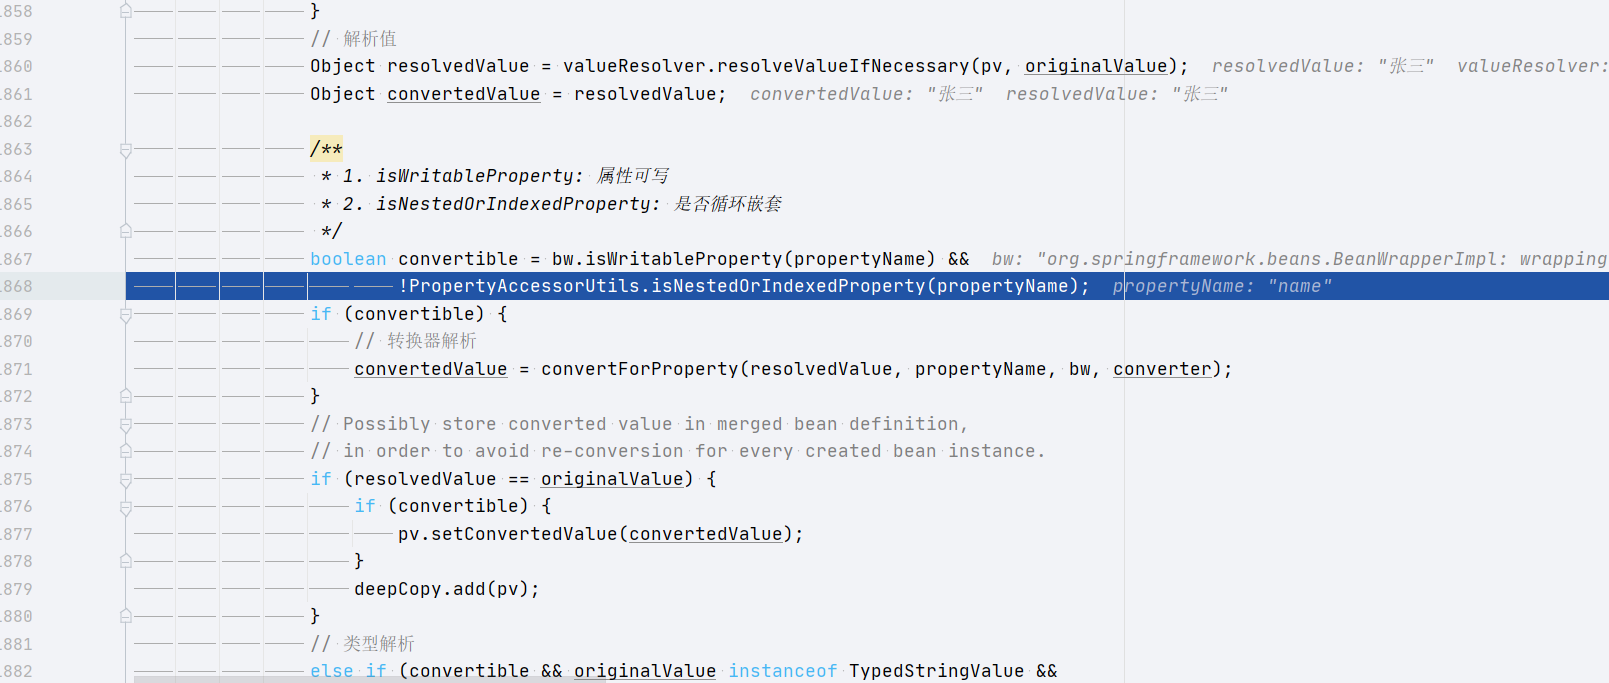 858 }
859 // 解析值
860 Object resolvedValue = valueResolver.resolveValueIfNecessary(pv, originalValue); resolvedValue: "张三" valueResolver:
861 Object convertedValue = resolvedValue; convertedValue: "张三" resolvedValue: "张三"
862
863 /**
864 * 1. isWritableProperty: 属性可写
865 * 2. isNestedOrIndexedProperty: 是否循环嵌套
866 */
867 boolean convertible = bw.isWritableProperty(propertyName) && bw: "org.springframework.beans.BeanWrapperImpl: wrapping
868 !PropertyAccessorUtils.isNestedOrIndexedProperty(propertyName); propertyName: "name"
869 if (convertible) {
870 // 转换器解析
871 convertedValue = convertForProperty(resolvedValue, propertyName, bw, converter);
872 }
873 // Possibly store converted value in merged bean definition,
874 // in order to avoid re-conversion for every created bean instance.
875 if (resolvedValue == originalValue) {
876 if (convertible) {
877 pv.setConvertedValue(convertedValue);
878 }
879 deepCopy.add(pv);
880 }
881 // 类型解析
882 else if (convertible && originalValue instanceof TypedStringValue &&